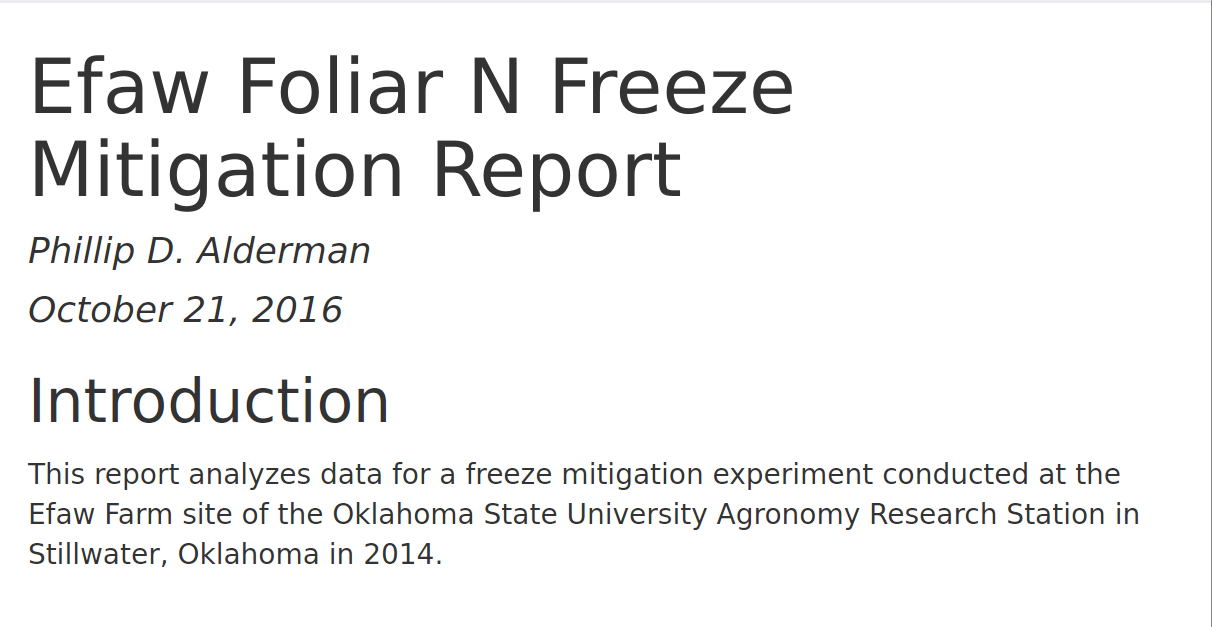 Efaw Foliar N Freeze
Mitigation Report
Phillip D. Alderman
October 21, 2016
Introduction
This report analyzes data for a freeze mitigation experiment conducted at the
Efaw Farm site of the Oklahoma State University Agronomy Research Station in
Stillwater, Oklahoma in 2014.